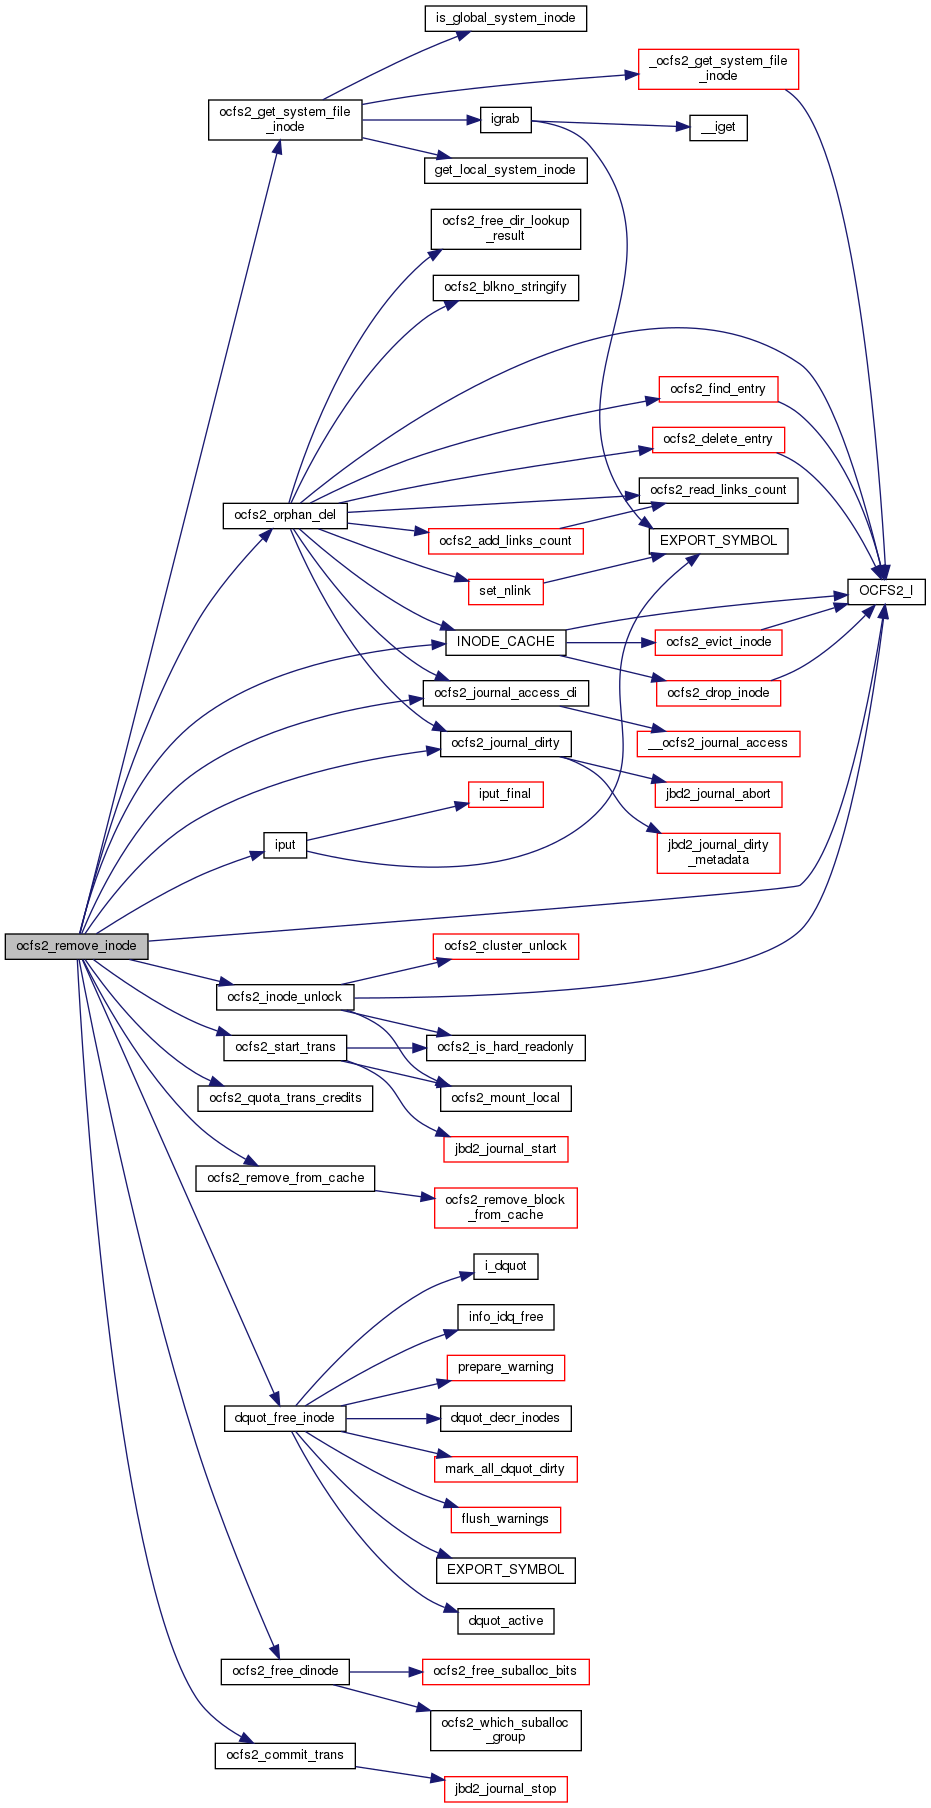 is_global_system_inode
_ocfs2_get_system_file
_inode
ocfs2_get_system_file
_inode
igrab
__iget
get_local_system_inode
ocfs2_free_dir_lookup
_result
ocfs2_blkno_stringify
ocfs2_find_entry
ocfs2_delete_entry
ocfs2_read_links_count
ocfs2_orphan_del
ocfs2_add_links_count
EXPORT_SYMBOL
set_nlink
OCFS2_I
INODE_CACHE
ocfs2_evict_inode
ocfs2_journal_access_di
ocfs2_drop_inode
ocfs2_journal_dirty
__ocfs2_journal_access
iput_final
jbd2_journal_abort
iput
jbd2_journal_dirty
_metadata
ocfs2_remove_inode
ocfs2_cluster_unlock
ocfs2_inode_unlock
ocfs2_start_trans
ocfs2_is_hard_readonly
ocfs2_quota_trans_credits
ocfs2_mount_local
jbd2_journal_start
ocfs2_remove_from_cache
ocfs2_remove_block
_from_cache
i_dquot
info_idq_free
prepare_warning
dquot_free_inode
dquot_decr_inodes
mark_all_dquot_dirty
flush_warnings
EXPORT_SYMBOL
dquot_active
ocfs2_free_dinode
ocfs2_free_suballoc_bits
ocfs2_which_suballoc
_group
ocfs2_commit_trans
jbd2_journal_stop